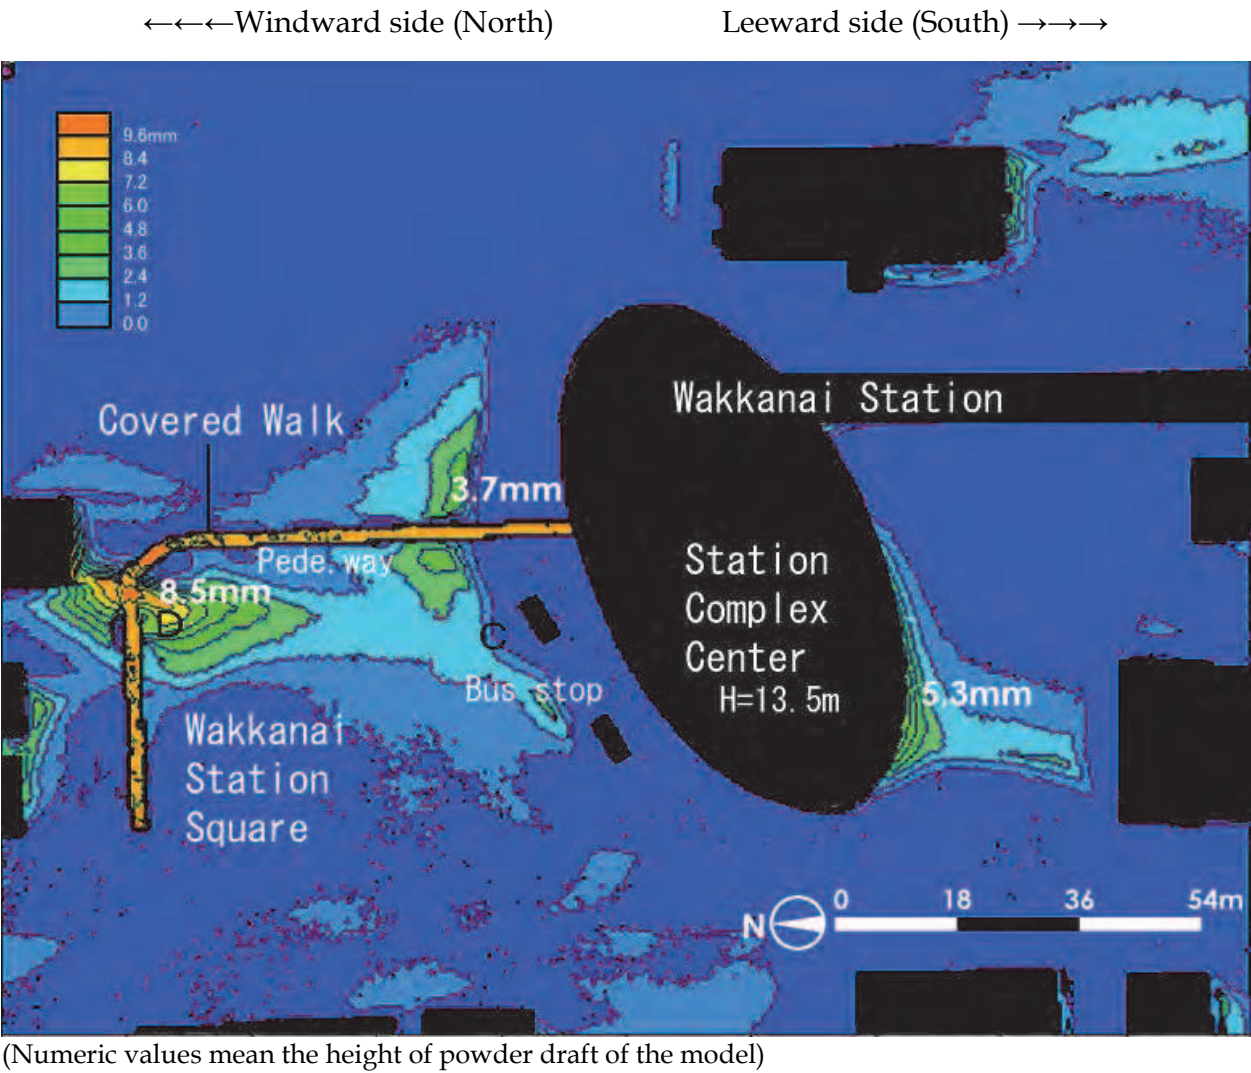 ←←←Windward side (North)
Leeward side (South) →→→
9.6mm
8.4
7.2
6.0
4.8
3.6
2.4
1.2
0.0
Covered Walk
Wakkanai Station
3.7mm
Pede.way
8.5mm
D
C
Bus stop
Station
Complex
Center
H=13.5m
5.3mm
Wakkanai
Station
Square
N
0 18 36 54m
(Numeric values mean the height of powder draft of the model)